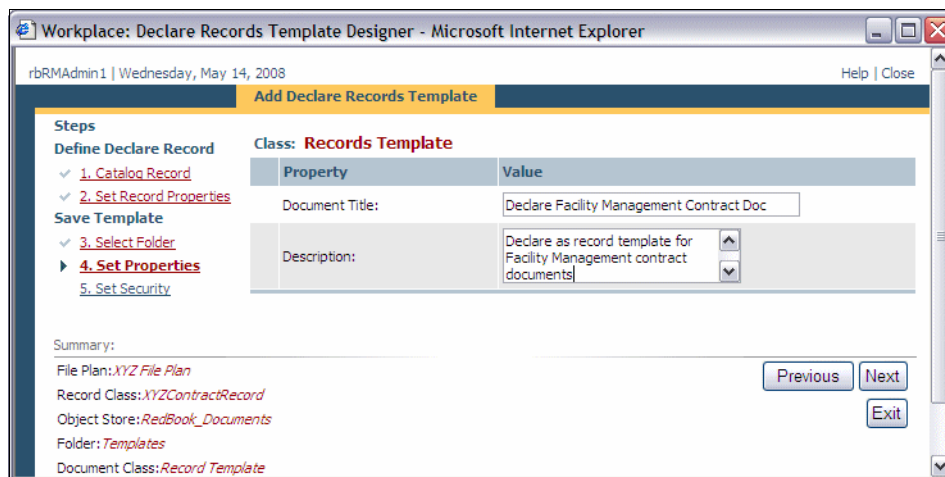 Workplace: Declare Records Template Designer - Microsoft Internet Explorer
rbRMAdmin1 | Wednesday, May 14, 2008
Help | Close
Add Declare Records Template
Steps
Define Declare Record
1. Catalog Record
2. Set Record Properties
Save Template
3. Select Folder
4. Set Properties
5. Set Security
Class: Records Template
Property Value
Document Title: Declare Facility Management Contract Doc
Description: Declare as record template for
Facility Management contract
documents
Summary:
File Plan:XYZ File Plan
Record Class:XYZContractRecord
Object Store:RedBook_Documents
Folder:Templates
Document Class:Record Template
Previous Next
Exit